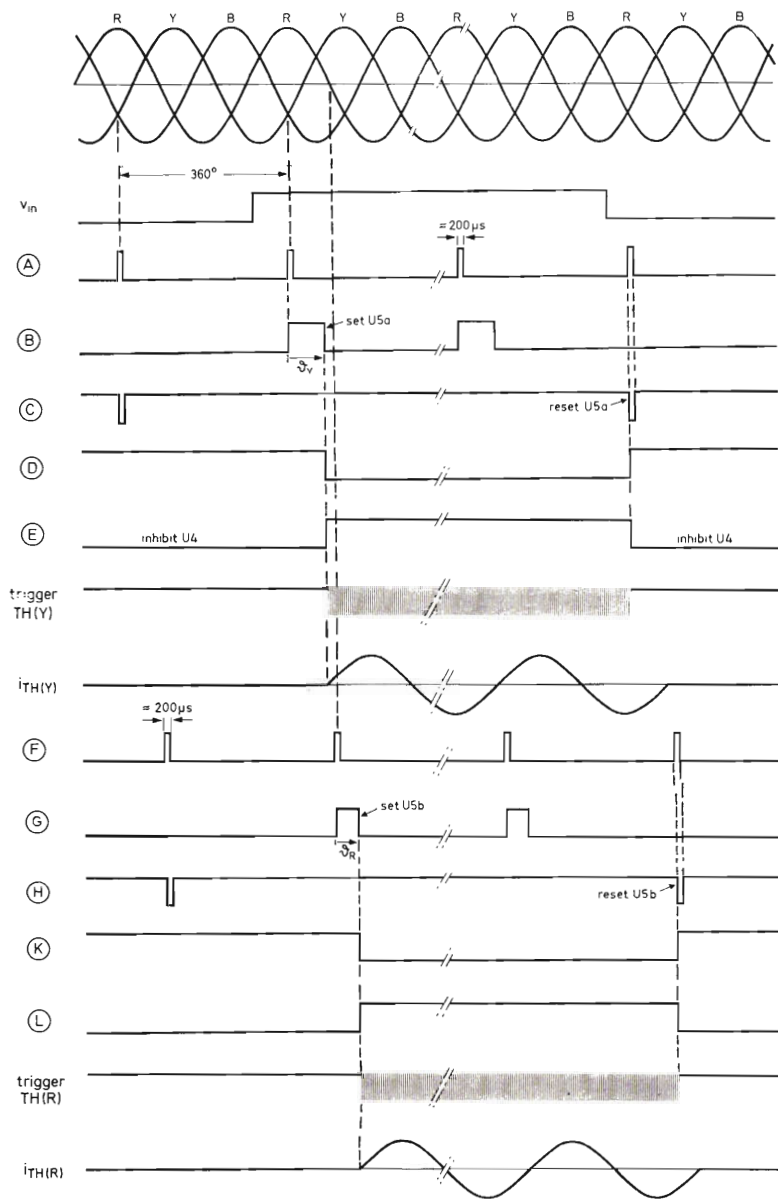 R Y B R Y B R Y B R Y B
360°
vin
≈ 200µs
A
set U5a
B
ϑY
reset U5a
C
D
inhibit U4
inhibit U4
E
trigger
TH(Y)
iTH(Y)
≈ 200µs
F
set U5b
G
ϑR
reset U5b
H
K
L
trigger
TH(R)
iTH(R)